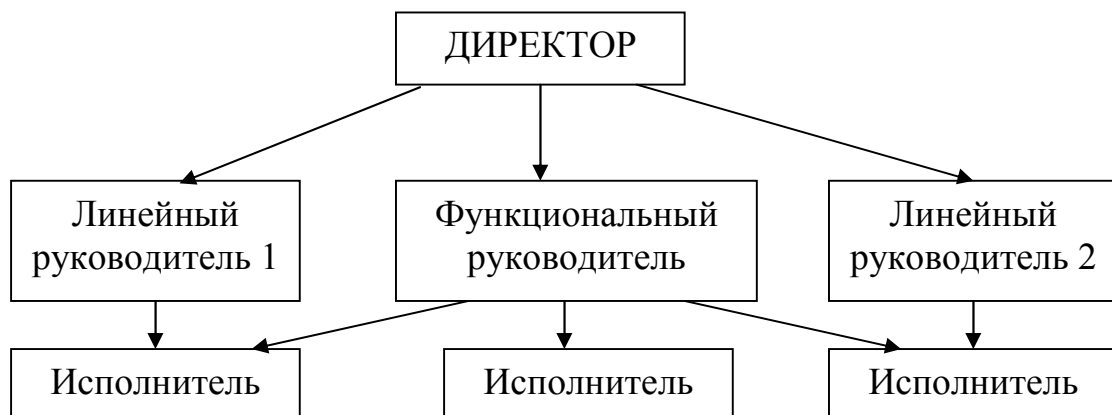 ДИРЕКТОР
Линейный
руководитель 1
Функциональный
руководитель
Линейный
руководитель 2
Исполнитель
Исполнитель
Исполнитель